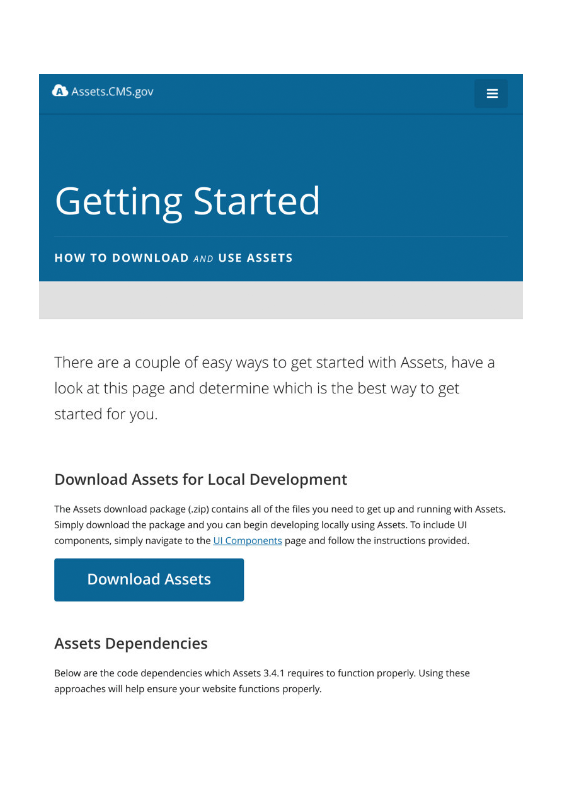 Assets.CMS.gov
Getting Started
HOW TO DOWNLOAD AND USE ASSETS
There are a couple of easy ways to get started with Assets, have a
look at this page and determine which is the best way to get
started for you.
Download Assets for Local Development
The Assets download package (.zip) contains all of the files you need to get up and running with Assets.
Simply download the package and you can begin developing locally using Assets. To include UI
components, simply navigate to the UI Components page and follow the instructions provided.
Download Assets
Assets Dependencies
Below are the code dependencies which Assets 3.4.1 requires to function properly. Using these
approaches will help ensure your website functions properly.